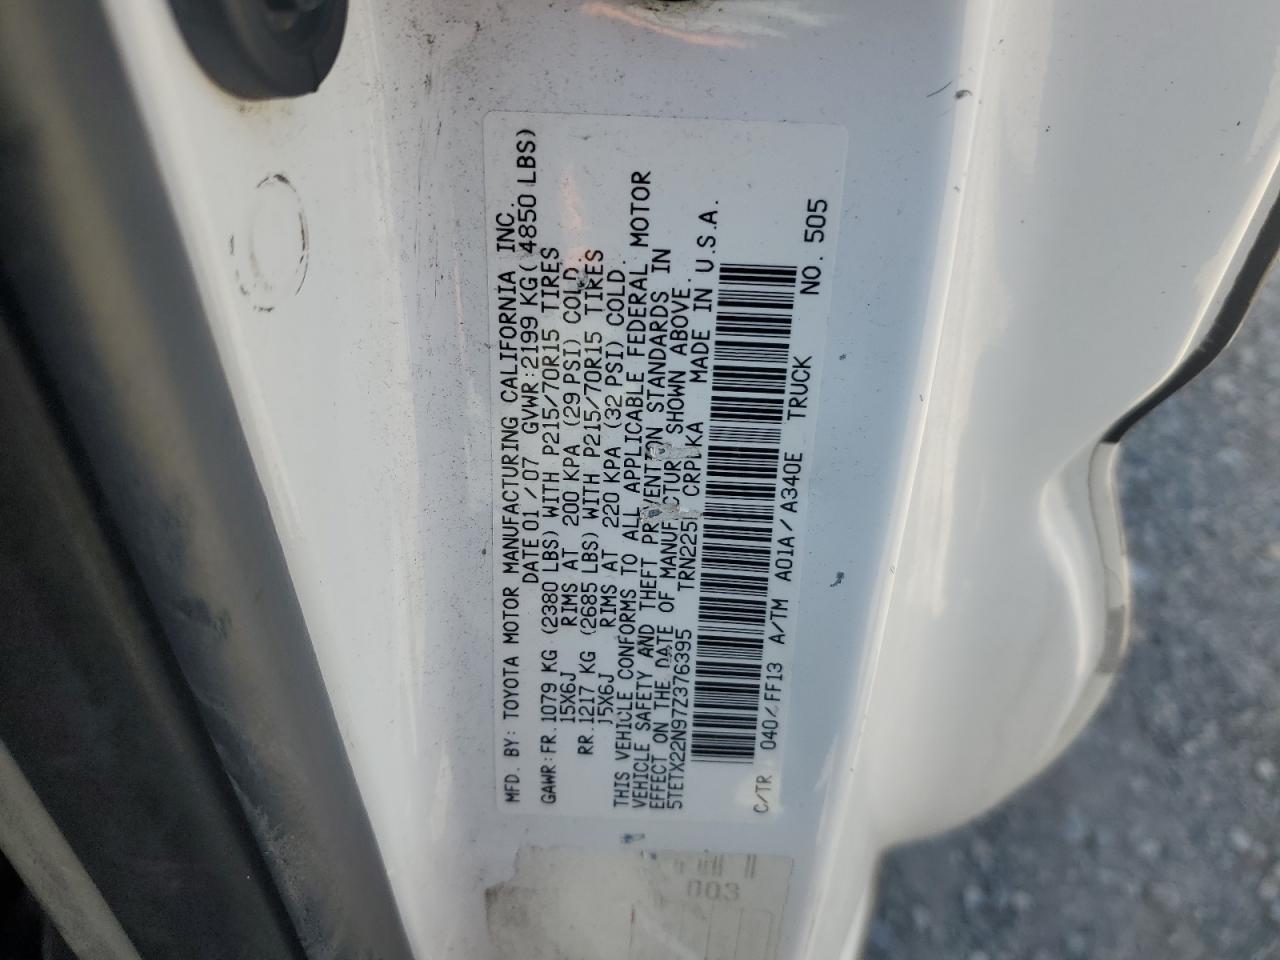 MFD. BY: TOYOTA MOTOR MANUFACTURING CALIFORNIA INC.
DATE 01/07 GVWR:2199 KG( 4850 LBS)
GAWR:FR.1079 KG (2380 LBS) WITH P215/70R15 TIRES
15X6J RIMS AT 200 KPA (29 PSI) COLD.
RR.1217 KG (2685 LBS) WITH P215/70R15 TIRES
15X6J RIMS AT 220 KPA (32 PSI) COLD.
THIS VEHICLE CONFORMS TO ALL APPLICABLE FEDERAL MOTOR
VEHICLE SAFETY AND THEFT PREVENTION STANDARDS IN
EFFECT ON THE DATE OF MANUFACTUR SHOWN ABOVE.
5TETX22N97Z376395 TRN225L CRPLKA MADE IN U.S.A.
C/TR 040/FF13 A/TM A01A/A340E TRUCK NO. 505
003